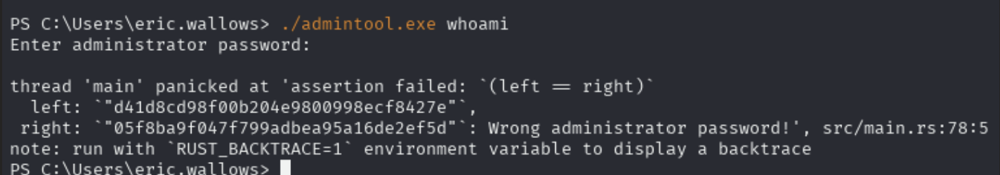 PS C:\Users\eric.wallows> ./admintool.exe whoami
Enter administrator password:
thread 'main' panicked at 'assertion failed: `(left == right)`
  left: `"d41d8cd98f00b204e9800998ecf8427e"`,
 right: `"05f8ba9f047f799adbea95a16de2ef5d"`: Wrong administrator password!', src/main.rs:78:5
note: run with `RUST_BACKTRACE=1` environment variable to display a backtrace
PS C:\Users\eric.wallows>